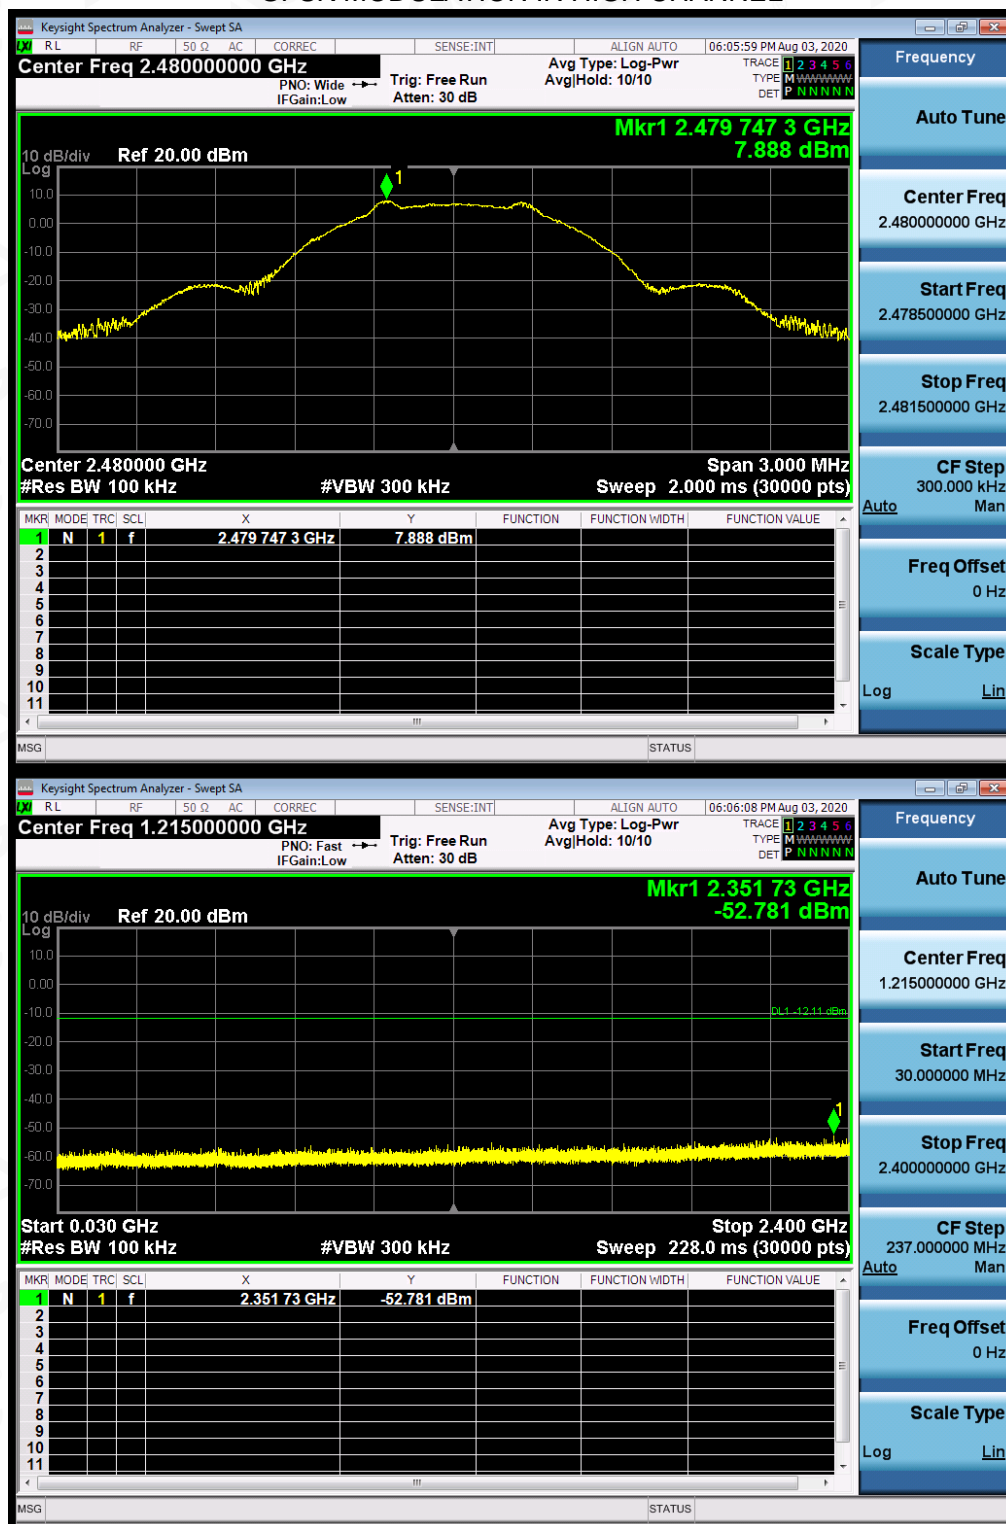 Keysight Spectrum Analyzer - Swept SA
LXI RL RF 50 Ω AC CORREC SENSE:INT ALIGN AUTO 06:05:59 PM Aug 03, 2020
Center Freq 2.480000000 GHz
PNO: Wide
IFGain:Low
Trig: Free Run
Atten: 30 dB
Avg Type: Log-Pwr
Avg|Hold: 10/10
TRACE 1 2 3 4 5 6
TYPE M WWWWW
DET P N N N N N
Mkr1 2.479 747 3 GHz
7.888 dBm
10 dB/div Ref 20.00 dBm
Log
1
10.0
0.00
-10.0
-20.0
-30.0
-40.0
-50.0
-60.0
-70.0
Center 2.480000 GHz Span 3.000 MHz
#Res BW 100 kHz #VBW 300 kHz Sweep 2.000 ms (30000 pts)
MKR MODE TRC SCL X Y FUNCTION FUNCTION WIDTH FUNCTION VALUE
1 N 1 f 2.479 747 3 GHz 7.888 dBm
2
3
4
5
6
7
8
9
10
11
MSG STATUS
Frequency
Auto Tune
Center Freq
2.480000000 GHz
Start Freq
2.478500000 GHz
Stop Freq
2.481500000 GHz
CF Step
300.000 kHz
Auto Man
Freq Offset
0 Hz
Scale Type
Log Lin
Keysight Spectrum Analyzer - Swept SA
LXI RL RF 50 Ω AC CORREC SENSE:INT ALIGN AUTO 06:06:08 PM Aug 03, 2020
Center Freq 1.215000000 GHz
PNO: Fast
IFGain:Low
Trig: Free Run
Atten: 30 dB
Avg Type: Log-Pwr
Avg|Hold: 10/10
TRACE 1 2 3 4 5 6
TYPE M WWWWW
DET P N N N N N
Mkr1 2.351 73 GHz
-52.781 dBm
10 dB/div Ref 20.00 dBm
Log
10.0
0.00
-10.0
DL1 -12.11 dBm
-20.0
-30.0
-40.0
1
-50.0
-60.0
-70.0
Start 0.030 GHz Stop 2.400 GHz
#Res BW 100 kHz #VBW 300 kHz Sweep 228.0 ms (30000 pts)
MKR MODE TRC SCL X Y FUNCTION FUNCTION WIDTH FUNCTION VALUE
1 N 1 f 2.351 73 GHz -52.781 dBm
2
3
4
5
6
7
8
9
10
11
MSG STATUS
Frequency
Auto Tune
Center Freq
1.215000000 GHz
Start Freq
30.000000 MHz
Stop Freq
2.400000000 GHz
CF Step
237.000000 MHz
Auto Man
Freq Offset
0 Hz
Scale Type
Log Lin